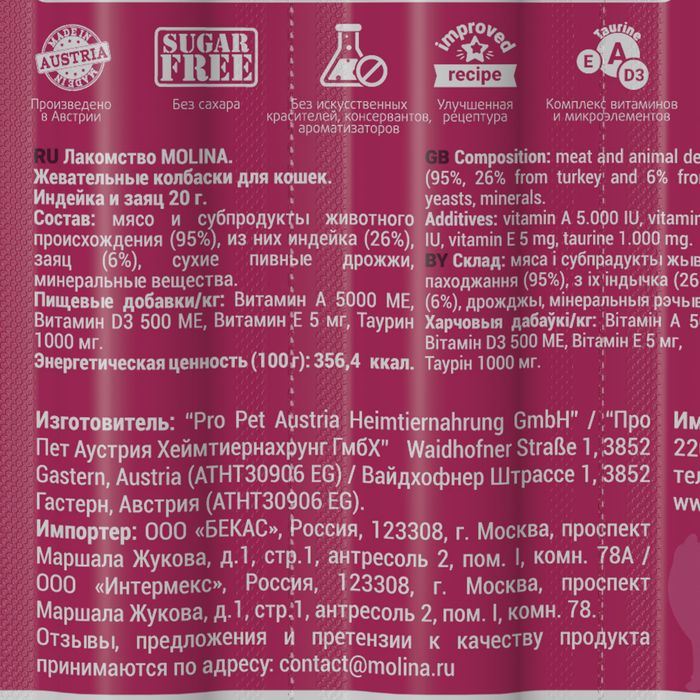 MADE IN
AUSTRIA
MADE IN
Произведено
в Австрии
SUGAR
FREE
Без сахара
Без искусственных
красителей, консервантов,
ароматизаторов
improved
recipe
Улучшенная
рецептура
Taurine
E A D3
Комплекс витаминов
и микроэлементов
RU Лакомство MOLINA.
Жевательные колбаски для кошек.
Индейка и заяц 20 г.
Состав: мясо и субпродукты животного
происхождения (95%), из них индейка (26%),
заяц (6%), сухие пивные дрожжи,
минеральные вещества.
Пищевые добавки/кг: Витамин А 5000 МЕ,
Витамин D3 500 МЕ, Витамин Е 5 мг, Таурин
1000 мг.
Энергетическая ценность (100 г): 356,4 ккал.
GB Composition: meat and animal de
(95%, 26% from turkey and 6% fro
yeasts, minerals.
Additives: vitamin A 5.000 IU, vitamin
IU, vitamin E 5 mg, taurine 1.000 mg.
BY Склад: мяса і субпрадукты жыв
паходжання (95%), з іх індычка (26
(6%), дрожджы, мінеральныя рэчыв
Харчовыя дабаўкі/кг: Вітамін А 5
Вітамін D3 500 МЕ, Вітамін Е 5 мг,
Таурін 1000 мг.
Изготовитель: “Pro Pet Austria Heimtiernahrung GmbH” / “Про
Пет Аустрия Хеймтиернахрунг ГмбХ” Waidhofner Straße 1, 3852
Gastern, Austria (ATHT30906 EG) / Вайдхофнер Штрассе 1, 3852
Гастерн, Австрия (ATHT30906 EG).
Импортер: ООО «БЕКАС», Россия, 123308, г. Москва, проспект
Маршала Жукова, д.1, стр.1, антресоль 2, пом. I, комн. 78А /
ООО «Интермекс», Россия, 123308, г. Москва, проспект
Маршала Жукова, д.1, стр.1, антресоль 2, пом. I, комн. 78.
Отзывы, предложения и претензии к качеству продукта
принимаются по адресу: contact@molina.ru
Им
22
тел
ww